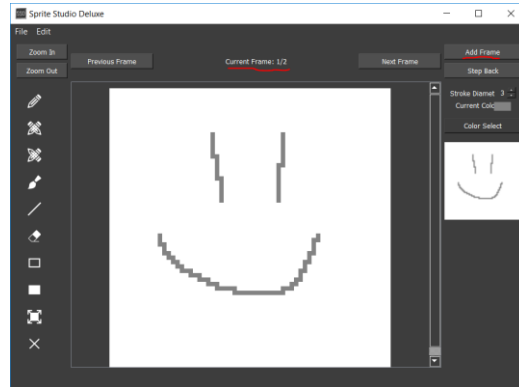 Sprite Studio Deluxe
File Edit
Zoom In
Zoom Out
Previous Frame
Current Frame: 1/2
Next Frame
Add Frame
Step Back
Stroke Diamet 3
Current Colo
Color Select